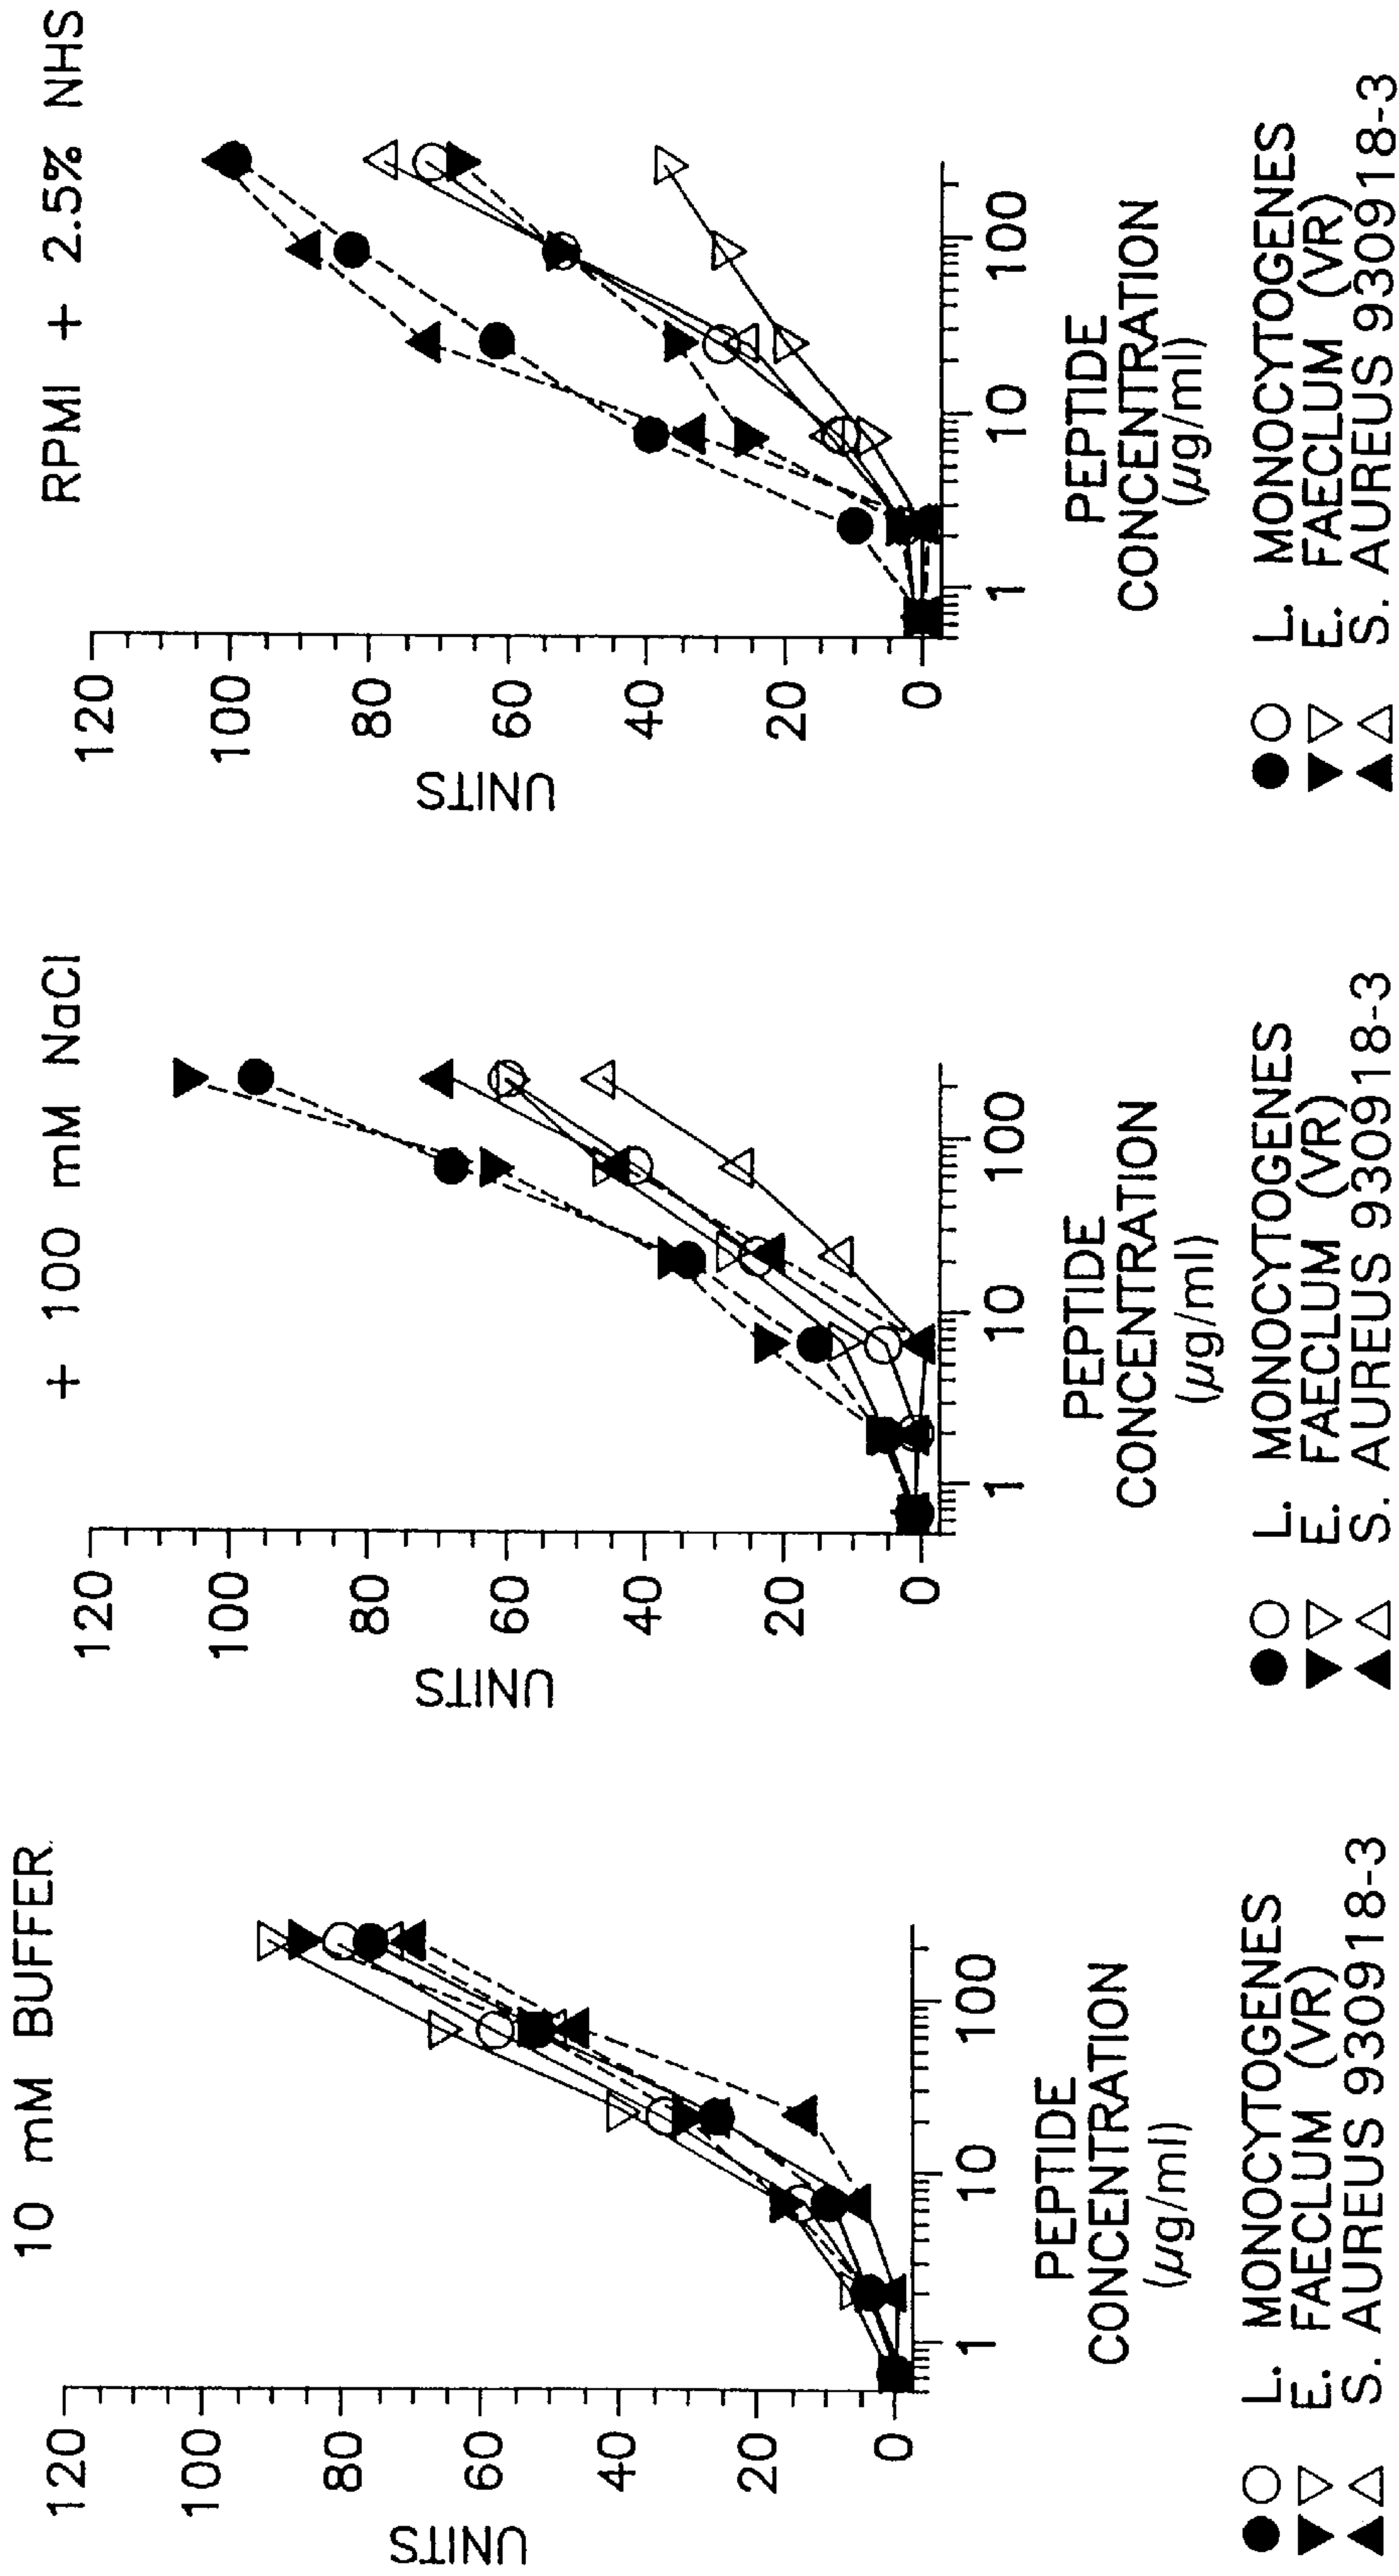 10 mM BUFFER
UNITS
120
100
80
60
40
20
0
1
10
100
PEPTIDE
CONCENTRATION
(µg/ml)
●○ L. MONOCYTOGENES
▼▽ E. FAECLUM (VR)
▲△ S. AUREUS 930918-3
+ 100 mM NaCl
UNITS
120
100
80
60
40
20
0
1
10
100
PEPTIDE
CONCENTRATION
(µg/ml)
●○ L. MONOCYTOGENES
▼▽ E. FAECLUM (VR)
▲△ S. AUREUS 930918-3
RPMI + 2.5% NHS
UNITS
120
100
80
60
40
20
0
1
10
100
PEPTIDE
CONCENTRATION
(µg/ml)
●○ L. MONOCYTOGENES
▼▽ E. FAECLUM (VR)
▲△ S. AUREUS 930918-3